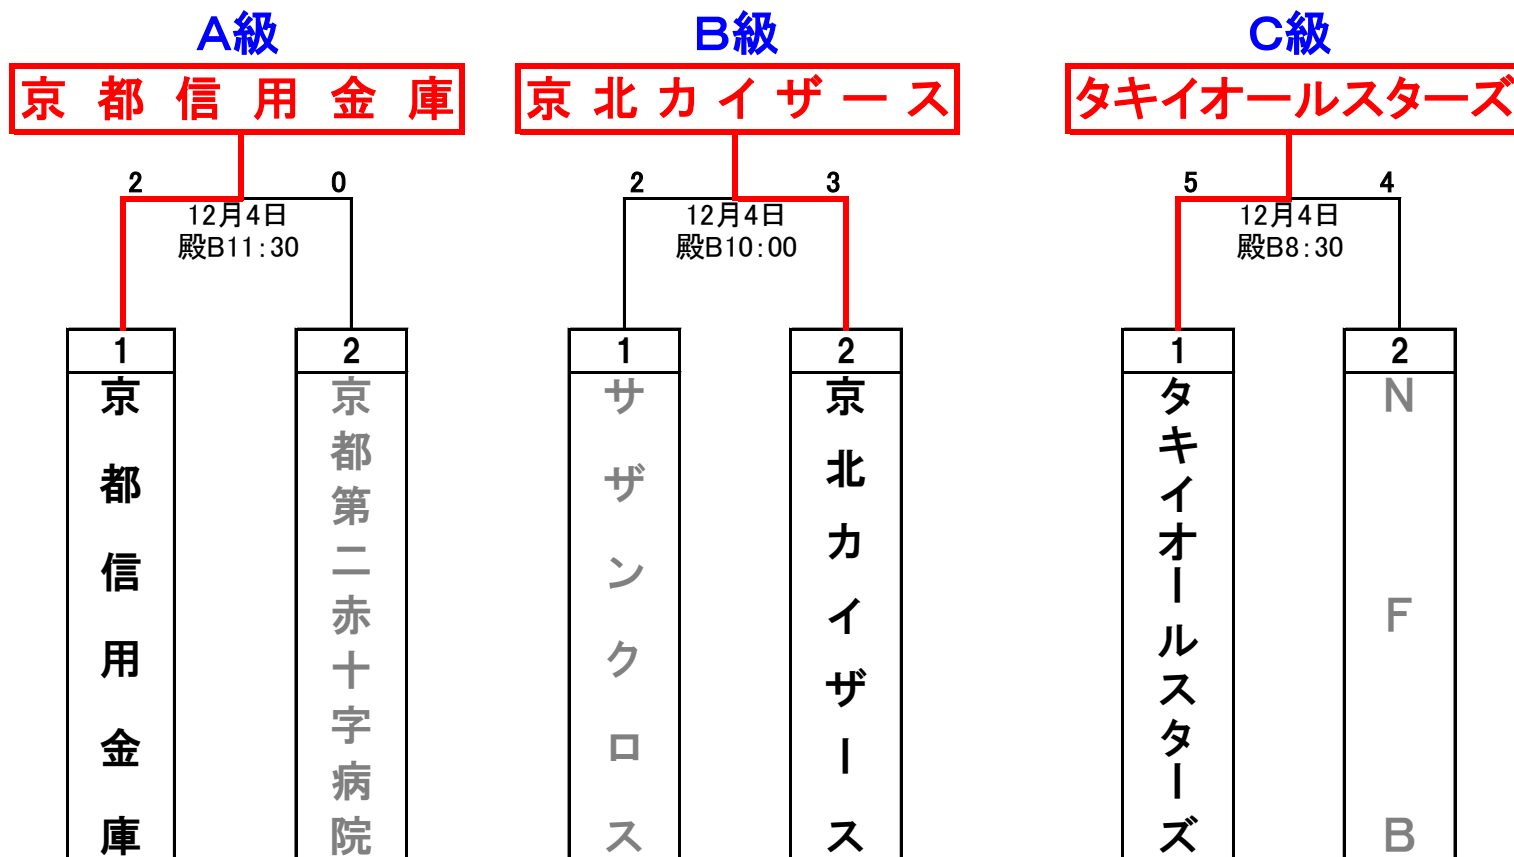 A級
京都信用金庫
2 0
12月4日
殿B11:30
1
京都信用金庫
2
京都第二赤十字病院
B級
京北カイザース
2 3
12月4日
殿B10:00
1
サザンクロス
2
京北カイザース
C級
タキイオールスターズ
5 4
12月4日
殿B8:30
1
タキイオールスターズ
2
NFB